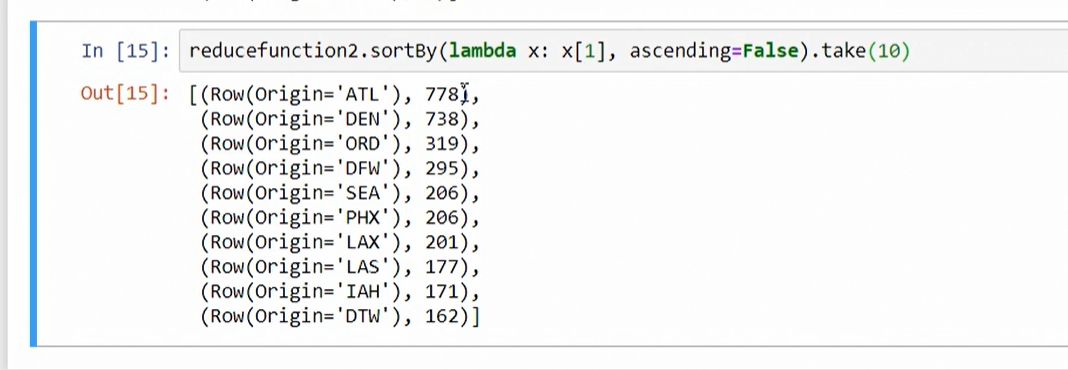 In [15]: reducefunction2.sortBy(lambda x: x[1], ascending=False).take(10)
Out[15]: [(Row(Origin='ATL'), 778),
(Row(Origin='DEN'), 738),
(Row(Origin='ORD'), 319),
(Row(Origin='DFW'), 295),
(Row(Origin='SEA'), 206),
(Row(Origin='PHX'), 206),
(Row(Origin='LAX'), 201),
(Row(Origin='LAS'), 177),
(Row(Origin='IAH'), 171),
(Row(Origin='DTW'), 162)]